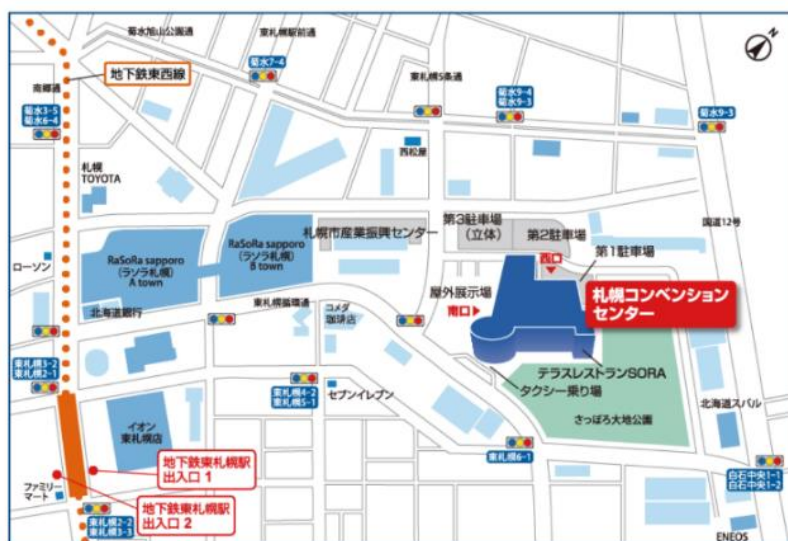 菊水旭山公園通
東札幌駅前通
N
菊水7-4
地下鉄東西線
東札幌5条通
南郷通
菊水9-4
菊水9-3
菊水3-5
菊水6-4
菊水9-3
西松屋
札幌
TOYOTA
第3駐車場
(立体)
札幌市産業振興センター
第2駐車場
国道12号
RaSoRa sapporo
(ラソラ札幌)
A town
RaSoRa sapporo
(ラソラ札幌)
B town
第1駐車場
西口
ローソン
屋外展示場
南口
札幌コンベンション
センター
北海道銀行
東札幌循環通
コメダ
珈琲店
テラスレストランSORA
タクシー乗り場
東札幌3-2
東札幌2-1
東札幌4-2
東札幌5-1
セブンイレブン
さっぽろ大地公園
北海道スバル
イオン
東札幌店
東札幌6-1
地下鉄東札幌駅
出入口 1
白石中央1-1
白石中央1-2
ファミリー
マート
地下鉄東札幌駅
出入口 2
東札幌2-2
東札幌3-3
ENEOS